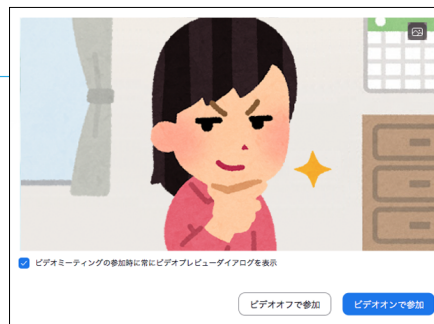 ビデオミーティングの参加時に常にビデオプレビューダイアログを表示
ビデオオフで参加
ビデオオンで参加